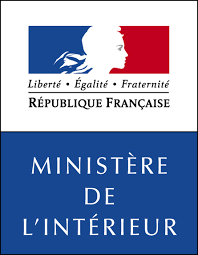 Liberté • Égalité • Fraternité
RÉPUBLIQUE FRANÇAISE
MINISTÈRE
DE
L'INTÉRIEUR